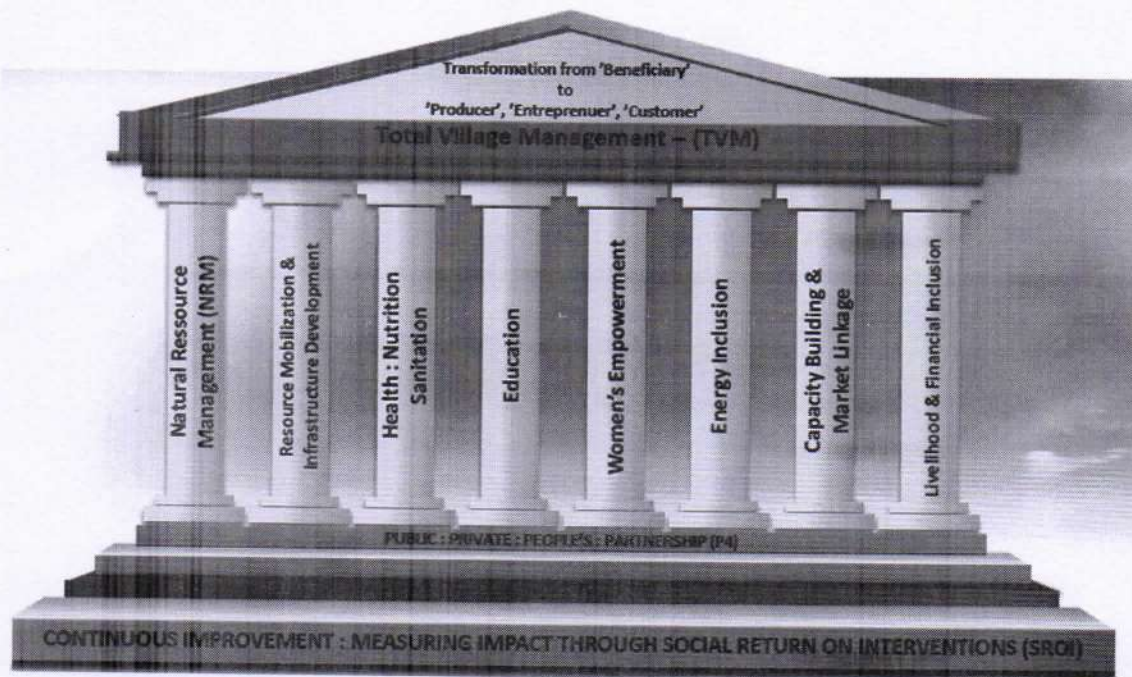 Transformation from 'Beneficiary'
to
'Producer', 'Entreprenuer', 'Customer'
Total Village Management – (TVM)
Natural Ressource
Management (NRM)
Resource Mobilization &
Infrastructure Development
Health : Nutrition
Sanitation
Education
Women's Empowerment
Energy Inclusion
Capacity Building &
Market Linkage
Livelihood & Financial Inclusion
PUBLIC : PRIVATE : PEOPLE'S : PARTNERSHIP (P4)
CONTINUOUS IMPROVEMENT : MEASURING IMPACT THROUGH SOCIAL RETURN ON INTERVENTIONS (SROI)